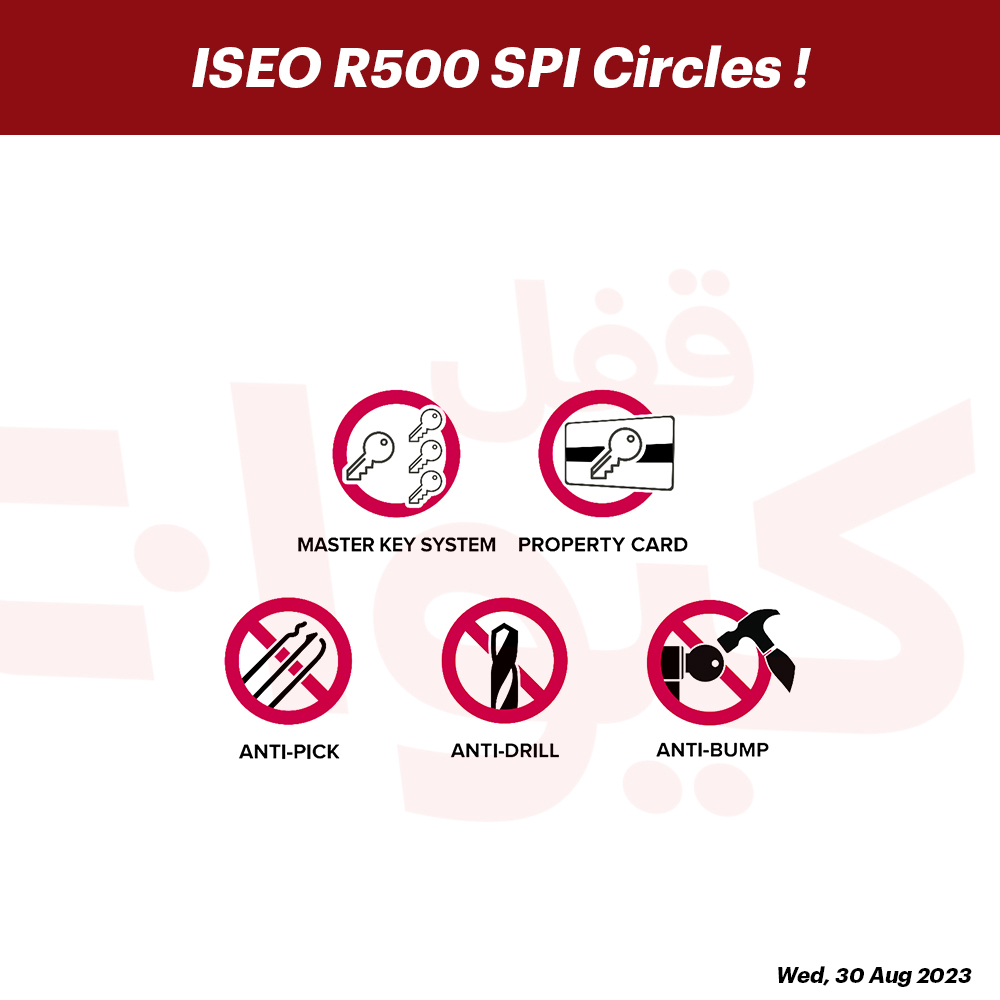 ISEO R500 SPI Circles !
قفل
کیوان
MASTER KEY SYSTEM PROPERTY CARD
ANTI-PICK ANTI-DRILL ANTI-BUMP
Wed, 30 Aug 2023